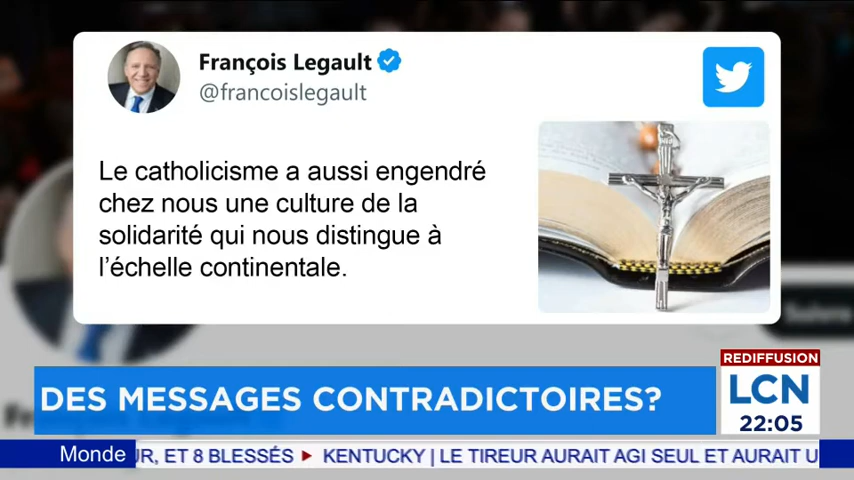 François Legault
@francoislegault
Le catholicisme a aussi engendré
chez nous une culture de la
solidarité qui nous distingue à
l'échelle continentale.
REDIFFUSION
DES MESSAGES CONTRADICTOIRES?
LCN
22:05
Monde
UR, ET 8 BLESSÉS ▶ KENTUCKY | LE TIREUR AURAIT AGI SEUL ET AURAIT U